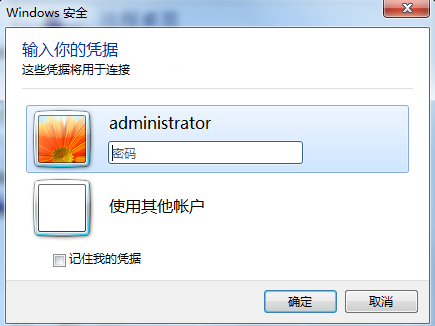 Windows 安全
输入你的凭据
这些凭据将用于连接
administrator
密码
使用其他帐户
记住我的凭据
确定
取消